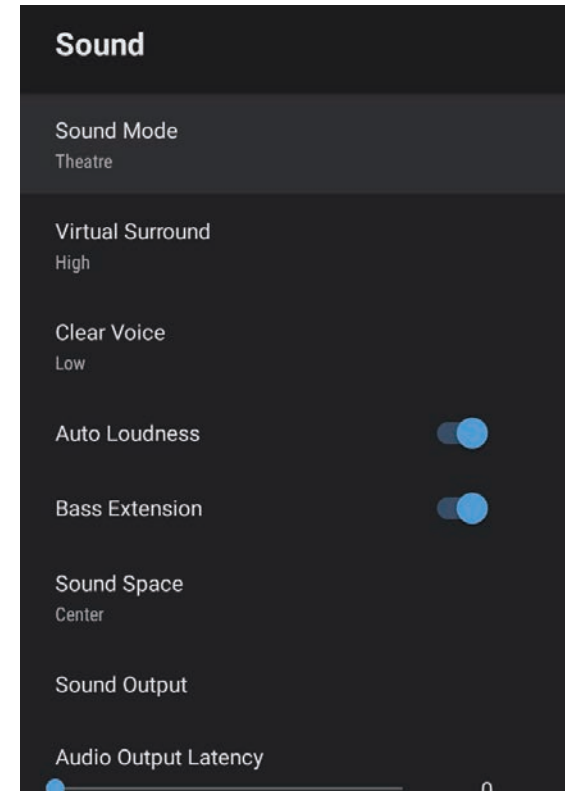 Sound
Sound Mode
Theatre
Virtual Surround
High
Clear Voice
Low
Auto Loudness
Bass Extension
Sound Space
Center
Sound Output
Audio Output Latency
0